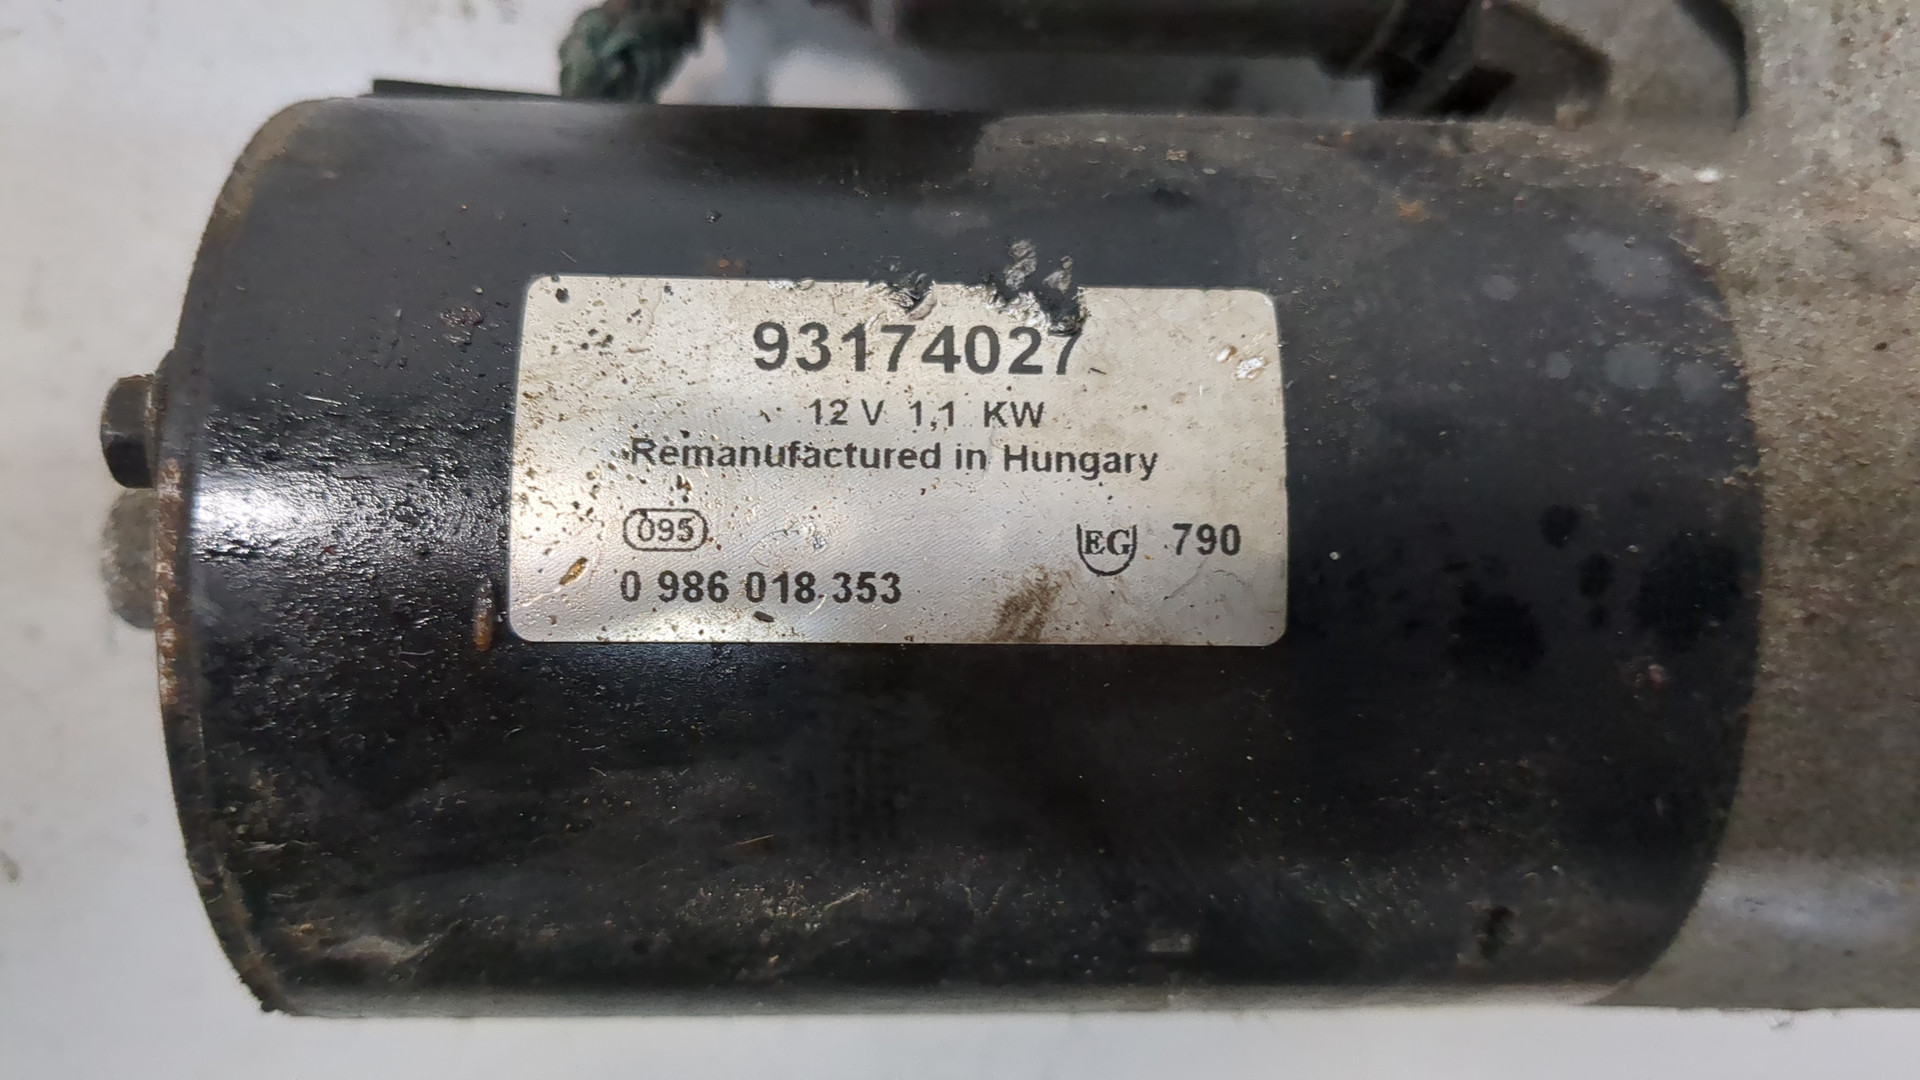 93174027
12 V 1,1 KW
Remanufactured in Hungary
095 EG 790
0 986 018 353